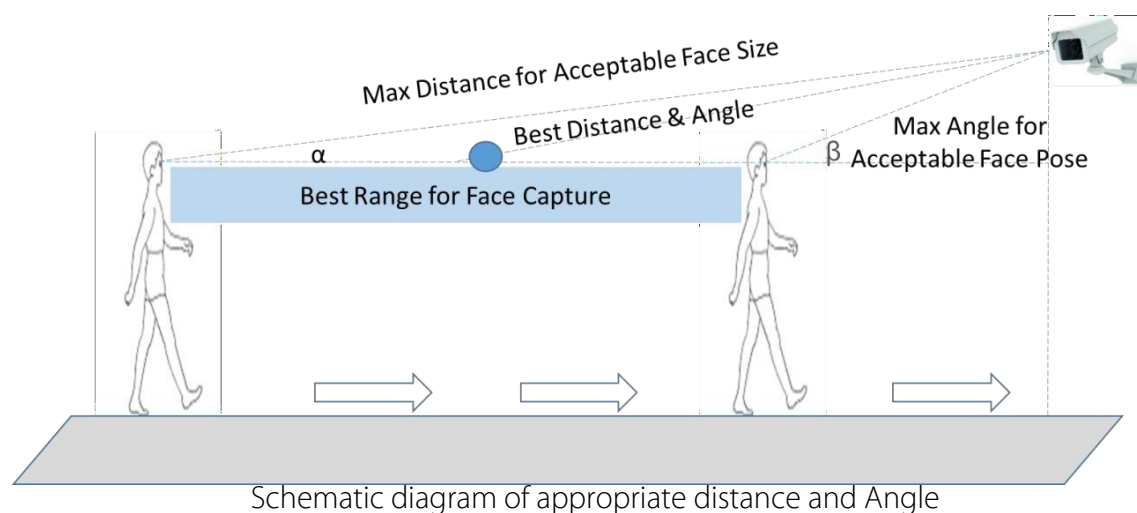 Max Distance for Acceptable Face Size
Best Distance & Angle
Max Angle for
Acceptable Face Pose
α
β
Best Range for Face Capture
Schematic diagram of appropriate distance and Angle